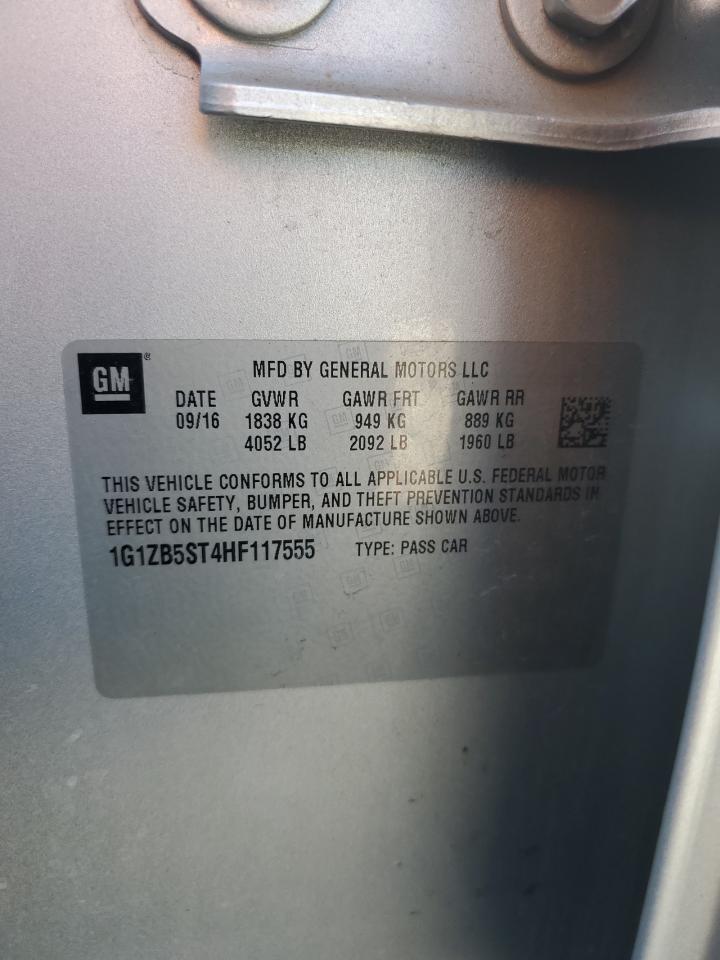 GM ®
MFD BY GENERAL MOTORS LLC
DATE GVWR GAWR FRT GAWR RR
09/16 1838 KG 949 KG 889 KG
4052 LB 2092 LB 1960 LB
THIS VEHICLE CONFORMS TO ALL APPLICABLE U.S. FEDERAL MOTOR
VEHICLE SAFETY, BUMPER, AND THEFT PREVENTION STANDARDS IN
EFFECT ON THE DATE OF MANUFACTURE SHOWN ABOVE.
1G1ZB5ST4HF117555 TYPE: PASS CAR